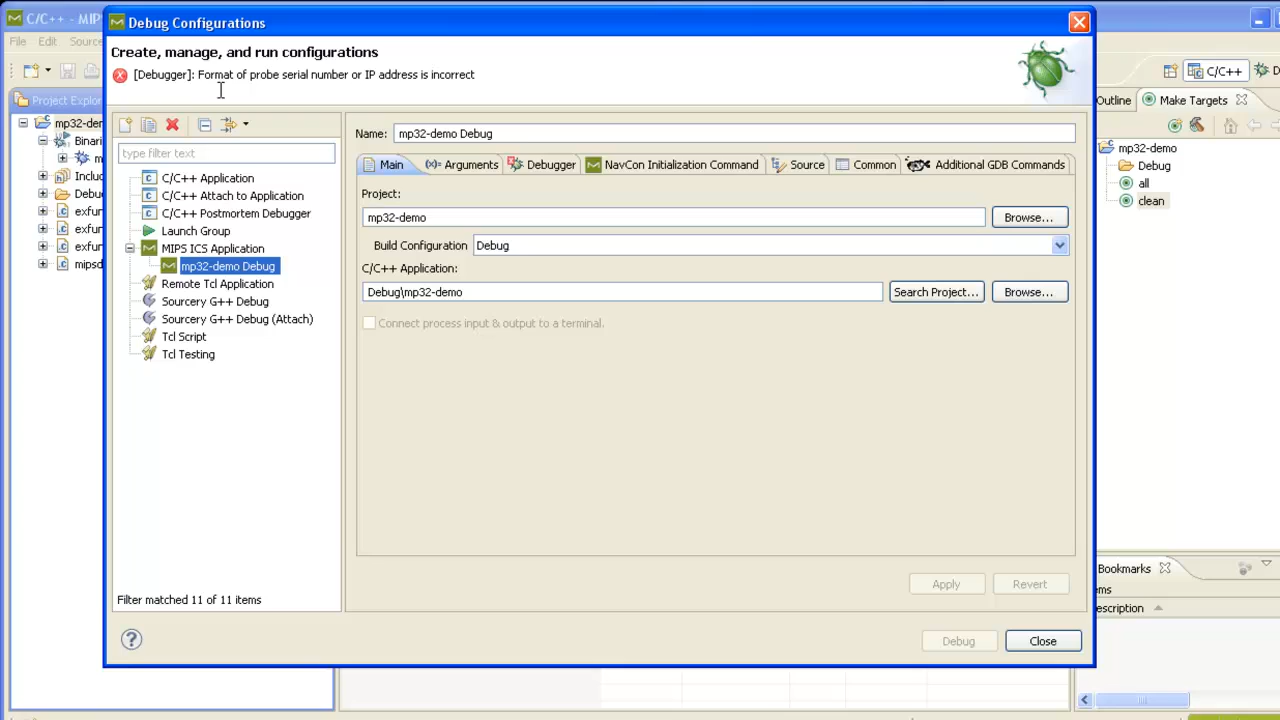 C/C++ - MIP
Debug Configurations
File Edit Source
Create, manage, and run configurations
[Debugger]: Format of probe serial number or IP address is incorrect
C/C++
Project Explor
Outline
Make Targets
mp32-dem
Binari
m
Inclu
Debu
exfun
exfun
exfun
mipsd
type filter text
C/C++ Application
C/C++ Attach to Application
C/C++ Postmortem Debugger
Launch Group
MIPS ICS Application
mp32-demo Debug
Remote Tcl Application
Sourcery G++ Debug
Sourcery G++ Debug (Attach)
Tcl Script
Tcl Testing
Filter matched 11 of 11 items
Name: mp32-demo Debug
Main Arguments Debugger NavCon Initialization Command Source Common Additional GDB Commands
Project:
mp32-demo Browse...
Build Configuration Debug
C/C++ Application:
Debug\mp32-demo Search Project... Browse...
Connect process input & output to a terminal.
Apply Revert
Debug Close
mp32-demo
Debug
all
clean
Bookmarks
ems
escription